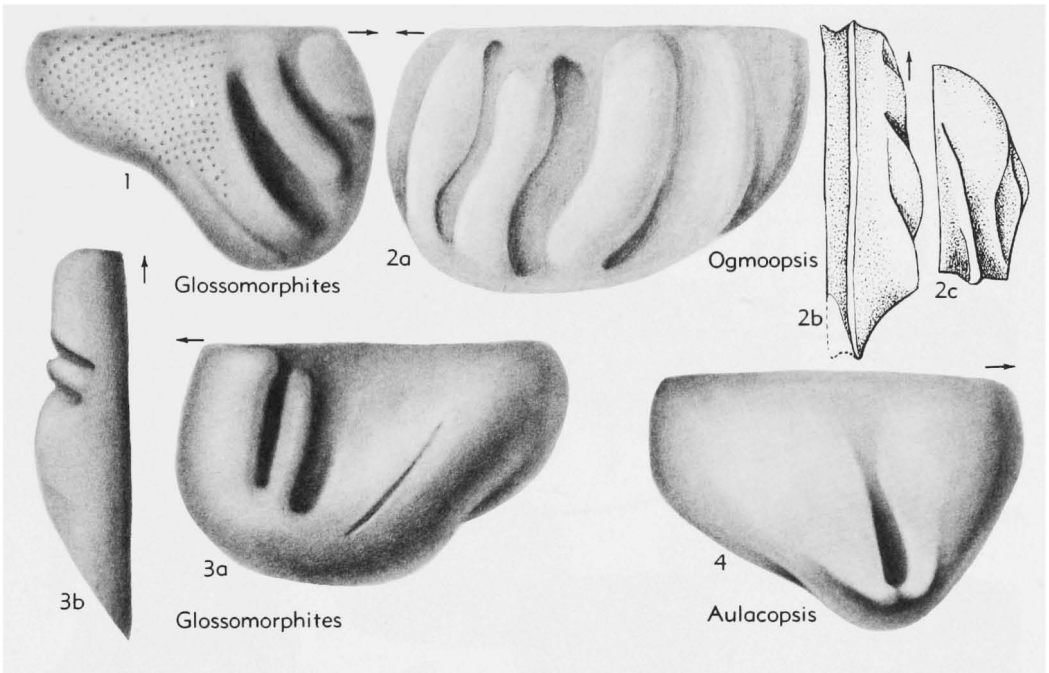 1
Glossomorphites
2a
Ogmoopsis
2b
2c
3b
3a
Glossomorphites
4
Aulacopsis